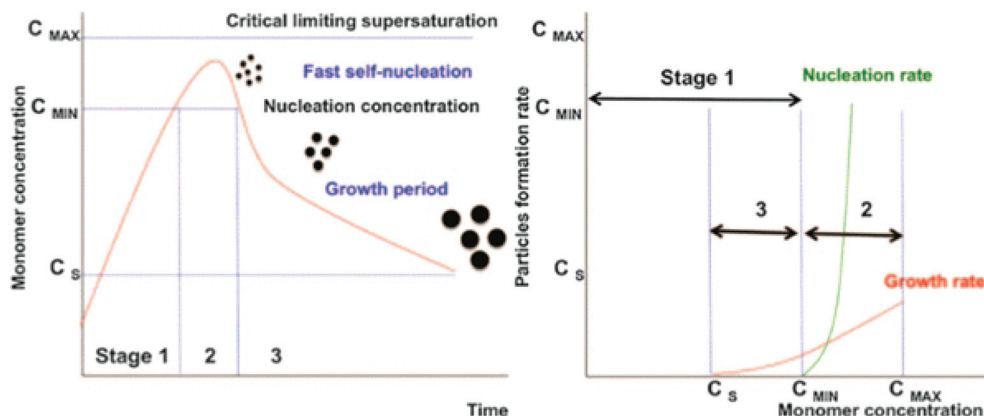 C MAX
Critical limiting supersaturation
Fast self-nucleation
C MIN
Nucleation concentration
Growth period
C S
Monomer concentration
Stage 1 2 3
Time
C MAX
Stage 1
Nucleation rate
C MIN
Particles formation rate
3 2
C S
Growth rate
C S C MIN C MAX
Monomer concentration